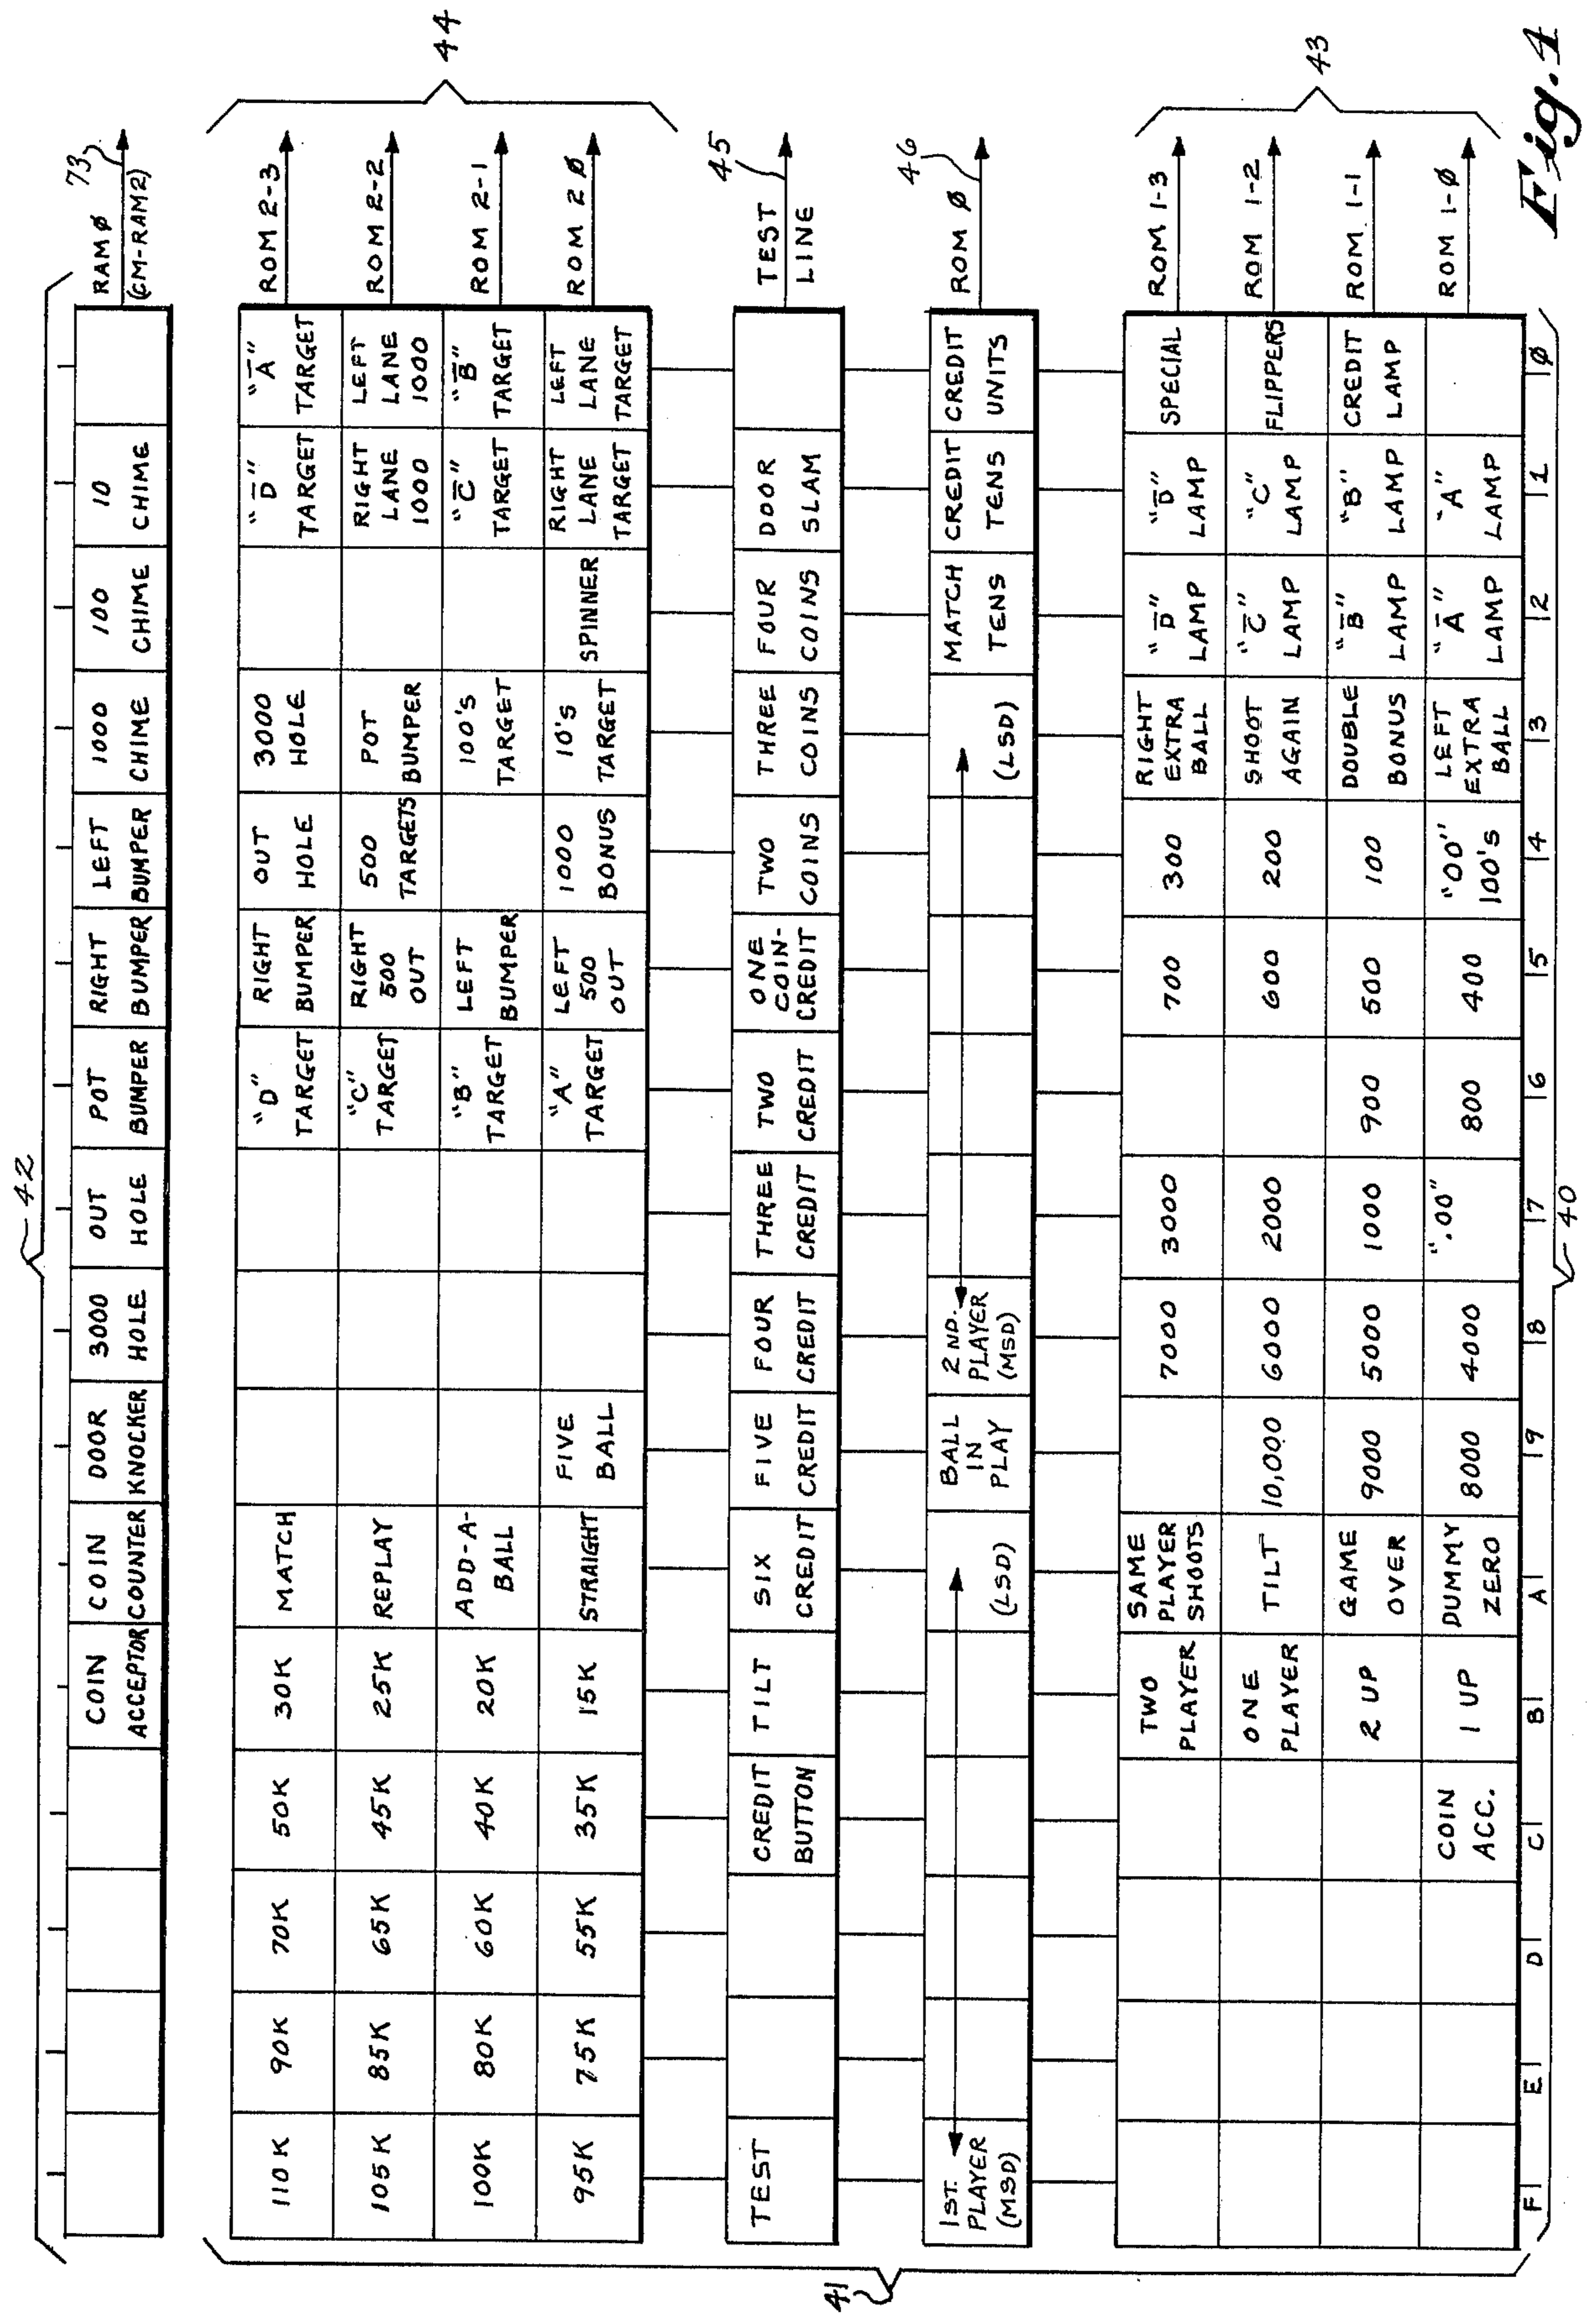 42
COIN COIN DOOR 3000 OUT POT RIGHT LEFT 1000 100 10 RAM ∅ 73
ACCEPTOR COUNTER KNOCKER HOLE HOLE BUMPER BUMPER BUMPER CHIME CHIME CHIME (CM-RAM2)
110K 90K 70K 50K 30K MATCH "D" TARGET RIGHT BUMPER OUT HOLE 3000 HOLE "D̄" TARGET "Ā" TARGET ROM 2-3
105K 85K 65K 45K 25K REPLAY "C" TARGET RIGHT 500 OUT 500 TARGETS POT BUMPER RIGHT LANE 1000 LEFT LANE 1000 ROM 2-2
44
100K 80K 60K 40K 20K ADD-A-BALL "B" TARGET LEFT BUMPER 100'S TARGET "C̄" TARGET "B̄" TARGET ROM 2-1
95K 75K 55K 35K 15K STRAIGHT FIVE BALL "A" TARGET LEFT 500 OUT 1000 BONUS 10'S TARGET SPINNER RIGHT LANE TARGET LEFT LANE TARGET ROM 2 ∅
45
TEST CREDIT BUTTON TILT SIX CREDIT FIVE CREDIT FOUR CREDIT THREE CREDIT TWO CREDIT ONE COIN-CREDIT TWO COINS THREE COINS FOUR COINS DOOR SLAM TEST LINE
41
46
1ST. PLAYER (MSD) (LSD) BALL IN PLAY 2ND. PLAYER (MSD) (LSD) MATCH TENS CREDIT TENS CREDIT UNITS ROM ∅
TWO PLAYER SAME PLAYER SHOOTS 7000 3000 700 300 RIGHT EXTRA BALL "D̄" LAMP "D" LAMP SPECIAL ROM 1-3
ONE PLAYER TILT 10,000 6000 2000 600 200 SHOOT AGAIN "C̄" LAMP "C" LAMP FLIPPERS ROM 1-2
43
2 UP GAME OVER 9000 5000 1000 900 500 100 DOUBLE BONUS "B̄" LAMP "B" LAMP CREDIT LAMP ROM 1-1
COIN ACC. 1 UP DUMMY ZERO 8000 4000 ".00" 800 400 "00" 100'S LEFT EXTRA BALL "Ā" LAMP "A" LAMP ROM 1-∅
F E D C B A 9 8 7 6 5 4 3 2 1 ∅
40
Fig. 4